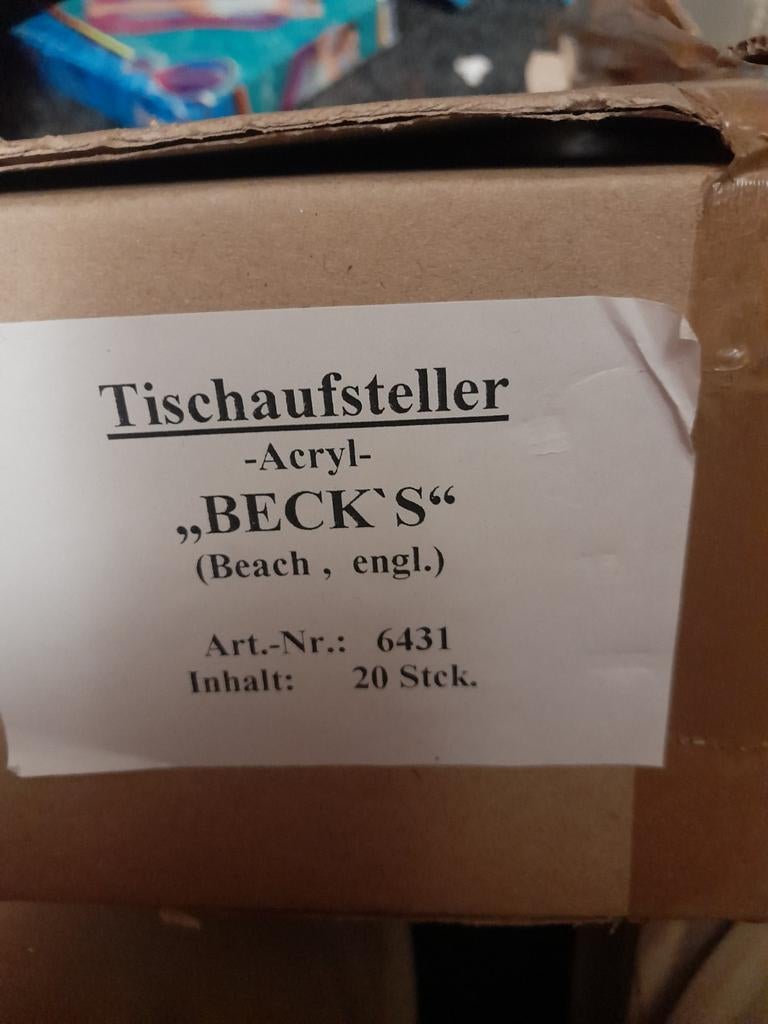 Tischaufsteller
-Acryl-
„BECK`S“
(Beach , engl.)
Art.-Nr.: 6431
Inhalt: 20 Stck.